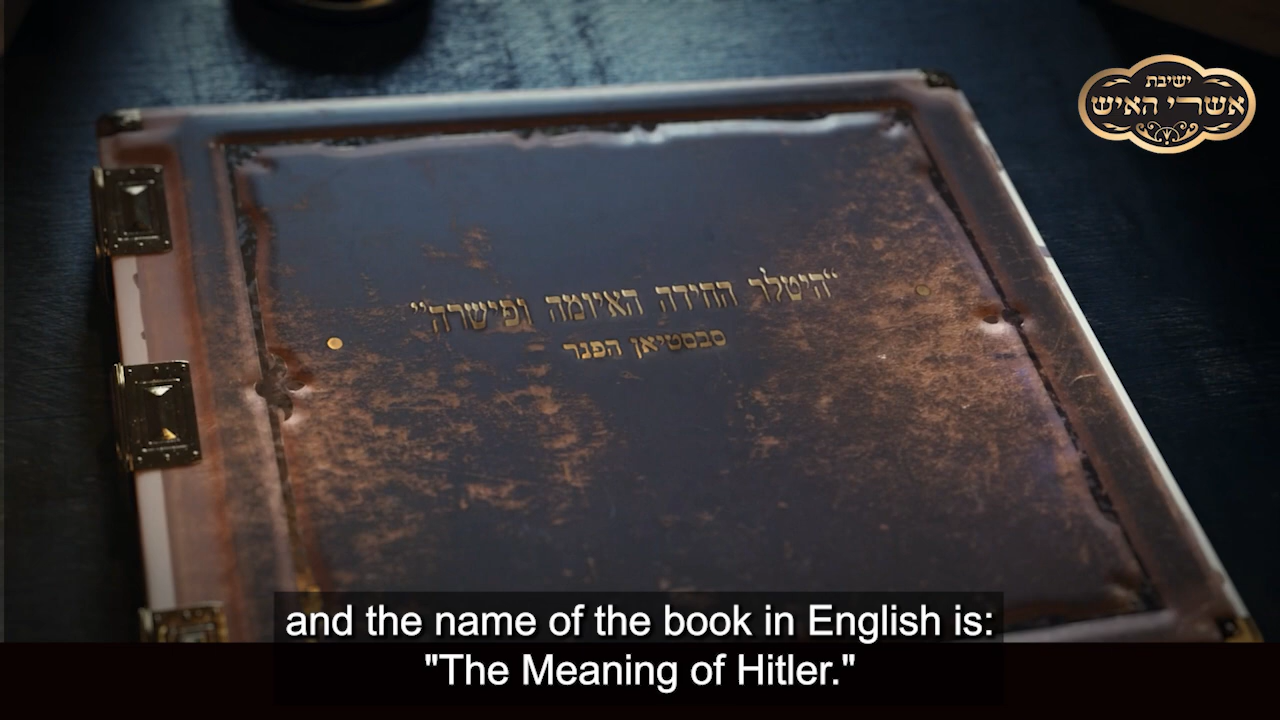 ישיבת
אשרי האיש
"היטלר החידה האיומה ופישרה"
סבסטיאן הפנר
and the name of the book in English is:
"The Meaning of Hitler."